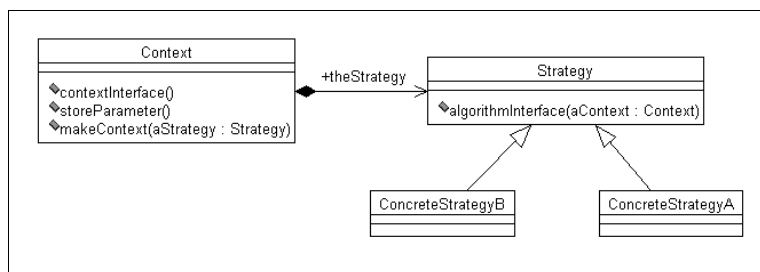 Context
contextInterface()
storeParameter()
makeContext(aStrategy : Strategy)
+theStrategy
Strategy
algorithmInterface(aContext : Context)
ConcreteStrategyB
ConcreteStrategyA